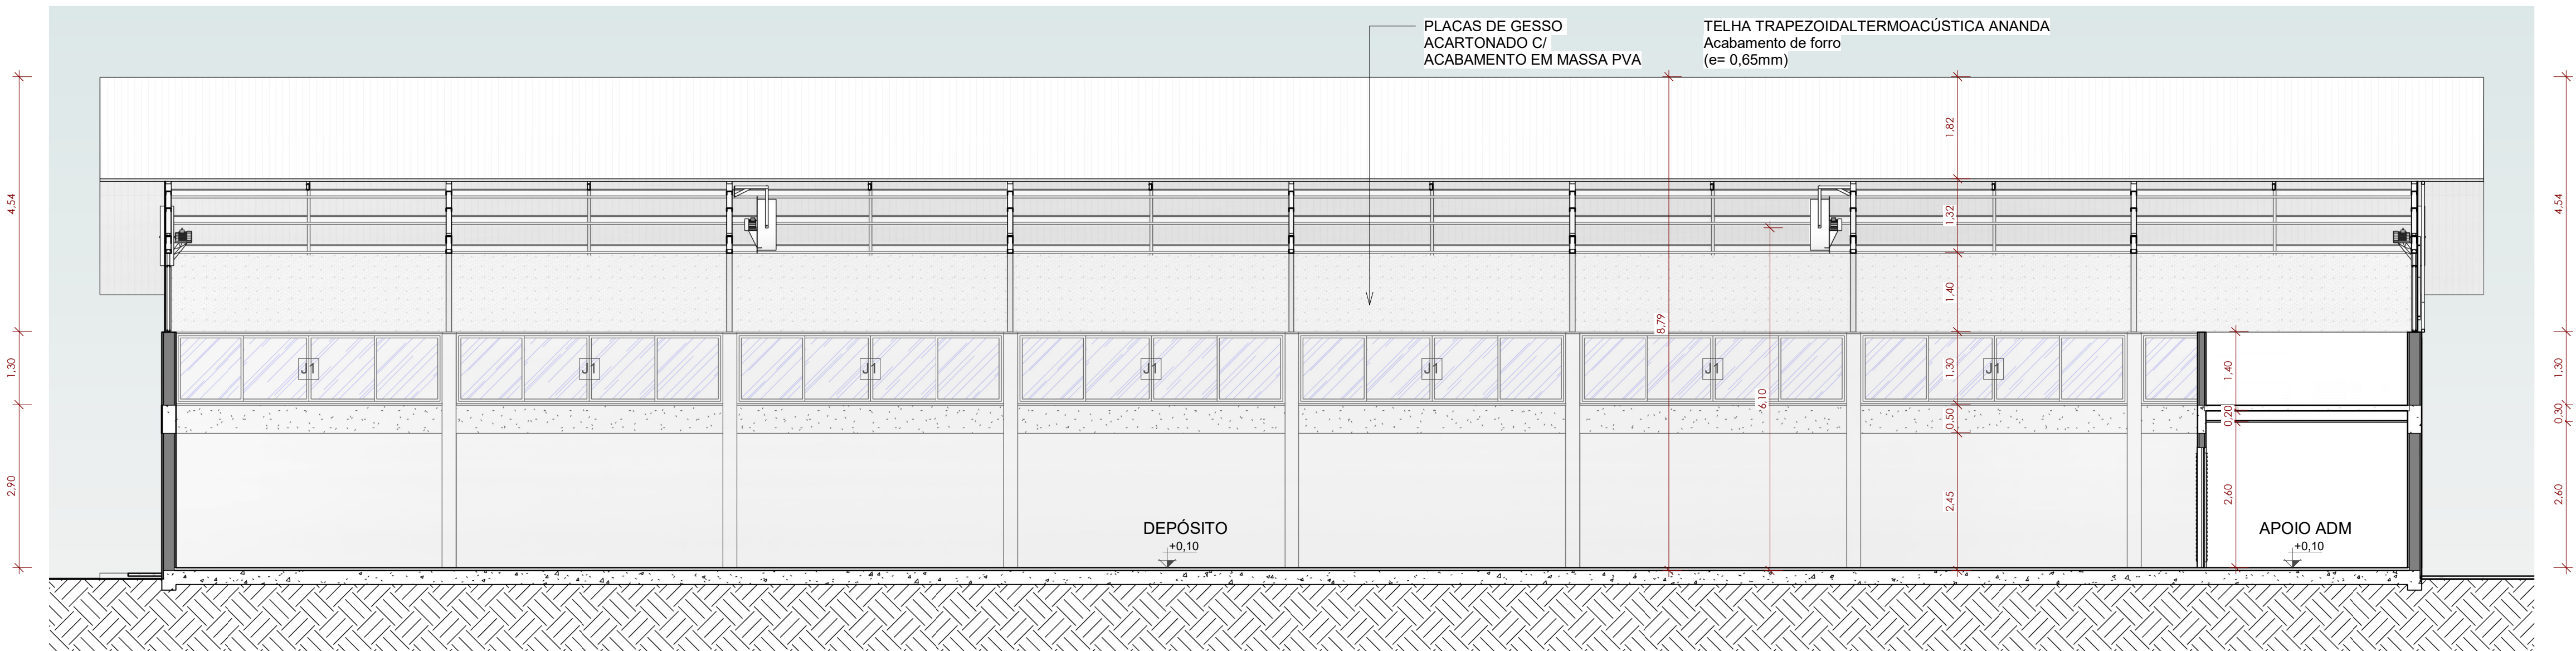 PLACAS DE GESSO
ACARTONADO C/
ACABAMENTO EM MASSA PVA
TELHA TRAPEZOIDALTERMOACÚSTICA ANANDA
Acabamento de forro
(e= 0,65mm)
4,54
1,30
2,90
8,79
6,10
1,82
1,32
1,40
1,30
0,50
2,45
1,40
0,20
2,60
4,54
1,30
0,30
2,60
J1
J1
J1
J1
J1
J1
J1
DEPÓSITO
+0,10
APOIO ADM
+0,10